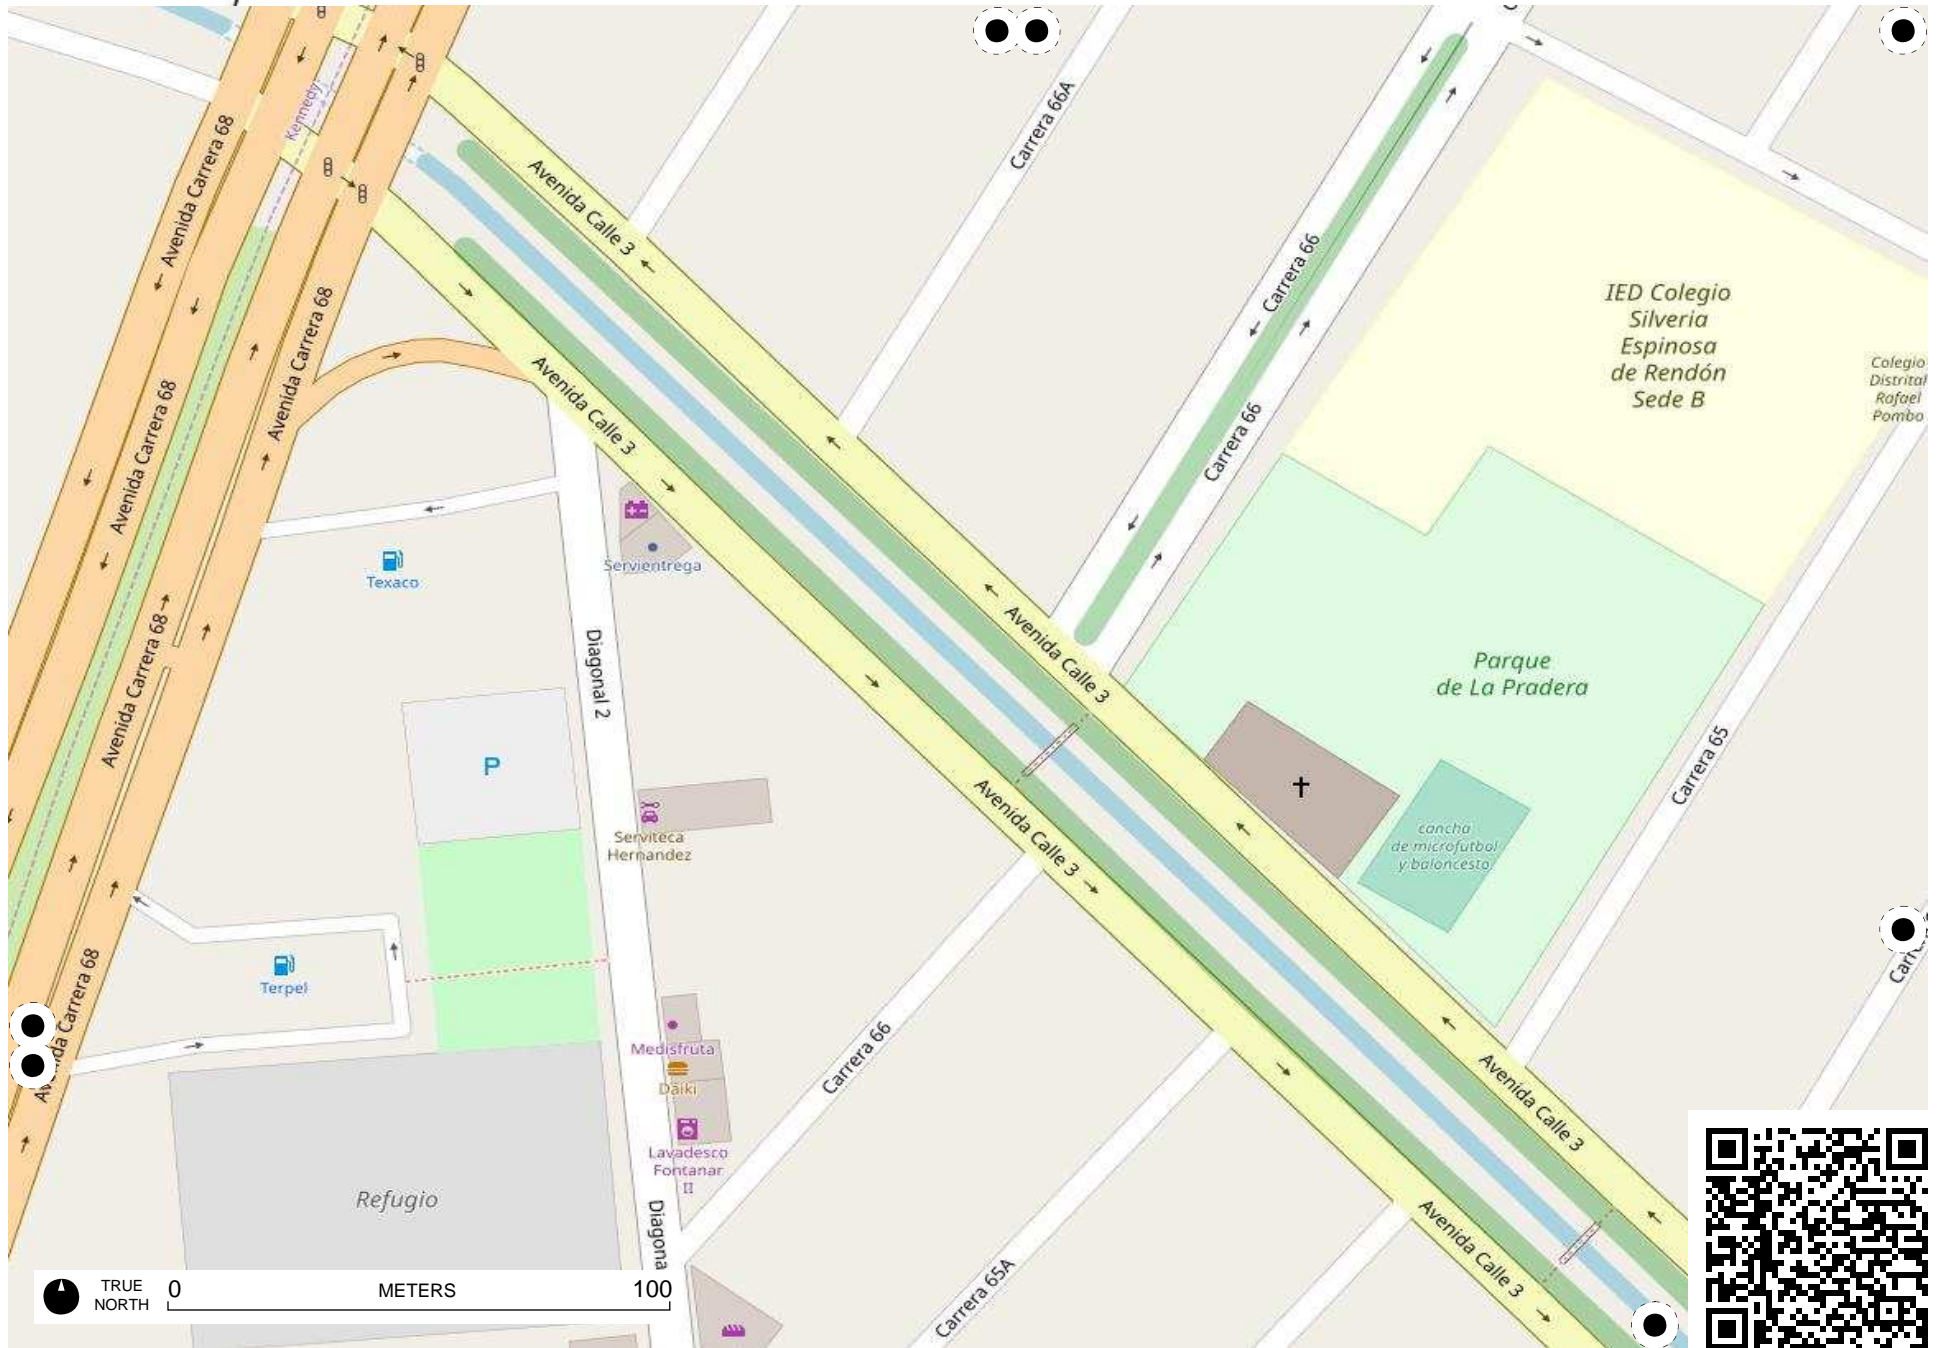 Kennedy
Avenida Carrera 68
Avenida Calle 3
Carrera 66A
Carrera 66
Avenida Carrera 68
IED Colegio
Silveria
Espinosa
de Rendón
Sede B
Colegio
Distrital
Rafael
Pombo
Avenida Calle 3
Avenida Carrera 68
Carrera 66
Servientrega
Texaco
Diagonal 2
Avenida Calle 3
Parque
de La Pradera
Avenida Carrera 68
P
Carrera 65
Serviteca
Hernandez
Avenida Calle 3
cancha
de microfutbol
y baloncesto
Terpel
Medisfruta
Daiki
Carrera 66
Lavadesco
Fontanar
II
Refugio
Avenida Calle 3
Diagona
Avenida Calle 3
Carrera 65A
TRUE
NORTH
0 METERS 100